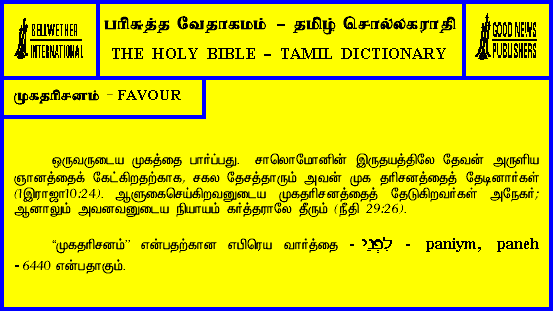 BELLWETHER
INTERNATIONAL
பரிசுத்த வேதாகமம் – தமிழ் சொல்லகராதி
THE HOLY BIBLE – TAMIL DICTIONARY
GOOD NEWS
PUBLISHERS
முகதரிசனம் – FAVOUR
ஒருவருடைய முகத்தை பார்ப்பது. சாலொமோனின் இருதயத்திலே தேவன் அருளிய
ஞானத்தைக் கேட்கிறதற்காக, சகல தேசத்தாரும் அவன் முக தரிசனத்தைத் தேடினார்கள்
(1இராஜா10:24). ஆளுகைசெய்கிறவனுடைய முகதரிசனத்தைத் தேடுகிறவர்கள் அநேகர்;
ஆனாலும் அவனவனுடைய நியாயம் கர்த்தராலே தீரும் (நீதி 29:26).
“முகதரிசனம்” என்பதற்கான எபிரெய வார்த்தை - לִפְנֵי - paniym, paneh
- 6440 என்பதாகும்.